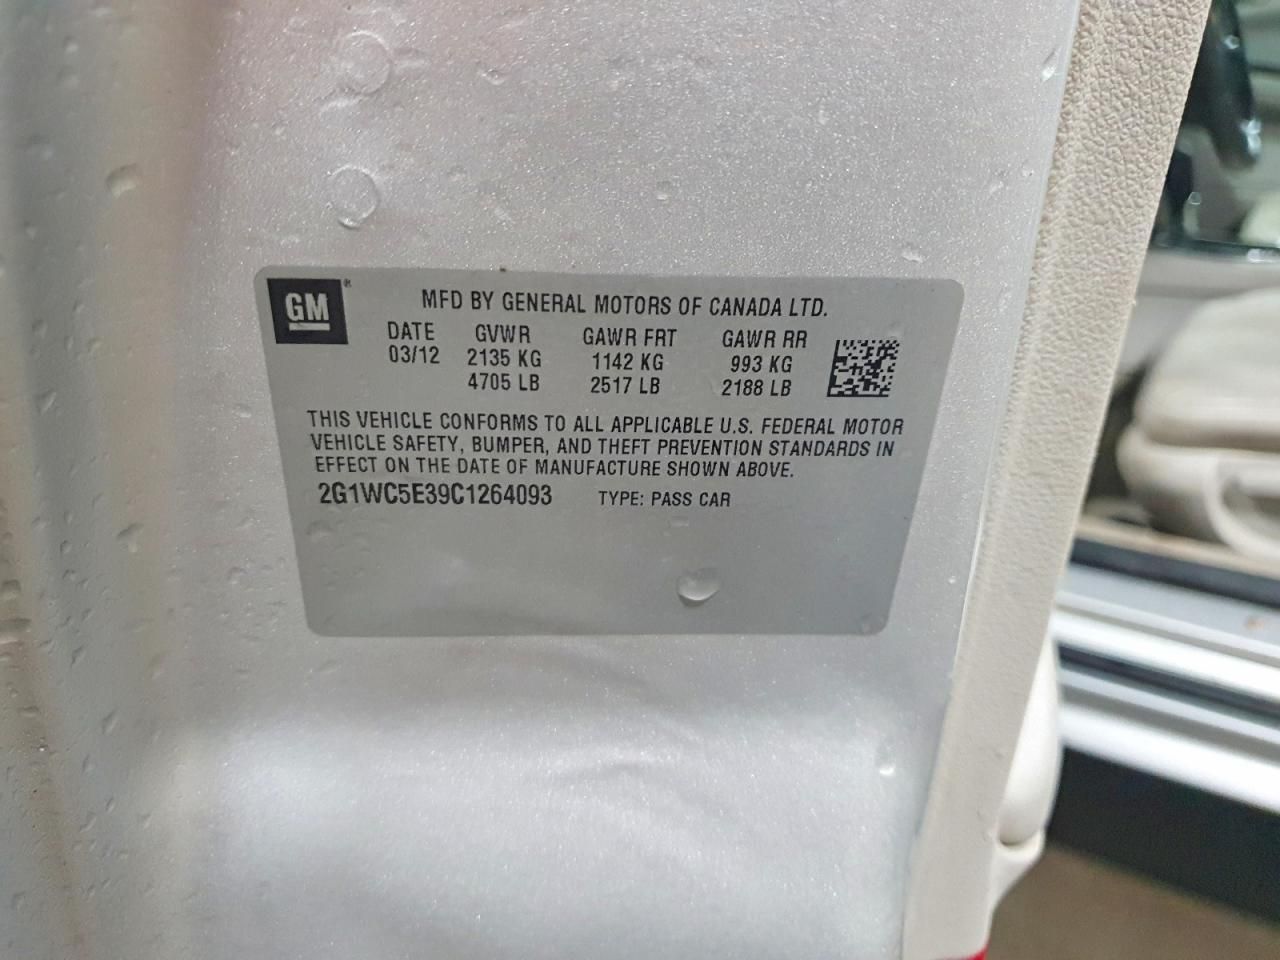 GM ®
MFD BY GENERAL MOTORS OF CANADA LTD.
DATE GVWR GAWR FRT GAWR RR
03/12 2135 KG 1142 KG 993 KG
4705 LB 2517 LB 2188 LB
THIS VEHICLE CONFORMS TO ALL APPLICABLE U.S. FEDERAL MOTOR
VEHICLE SAFETY, BUMPER, AND THEFT PREVENTION STANDARDS IN
EFFECT ON THE DATE OF MANUFACTURE SHOWN ABOVE.
2G1WC5E39C1264093 TYPE: PASS CAR